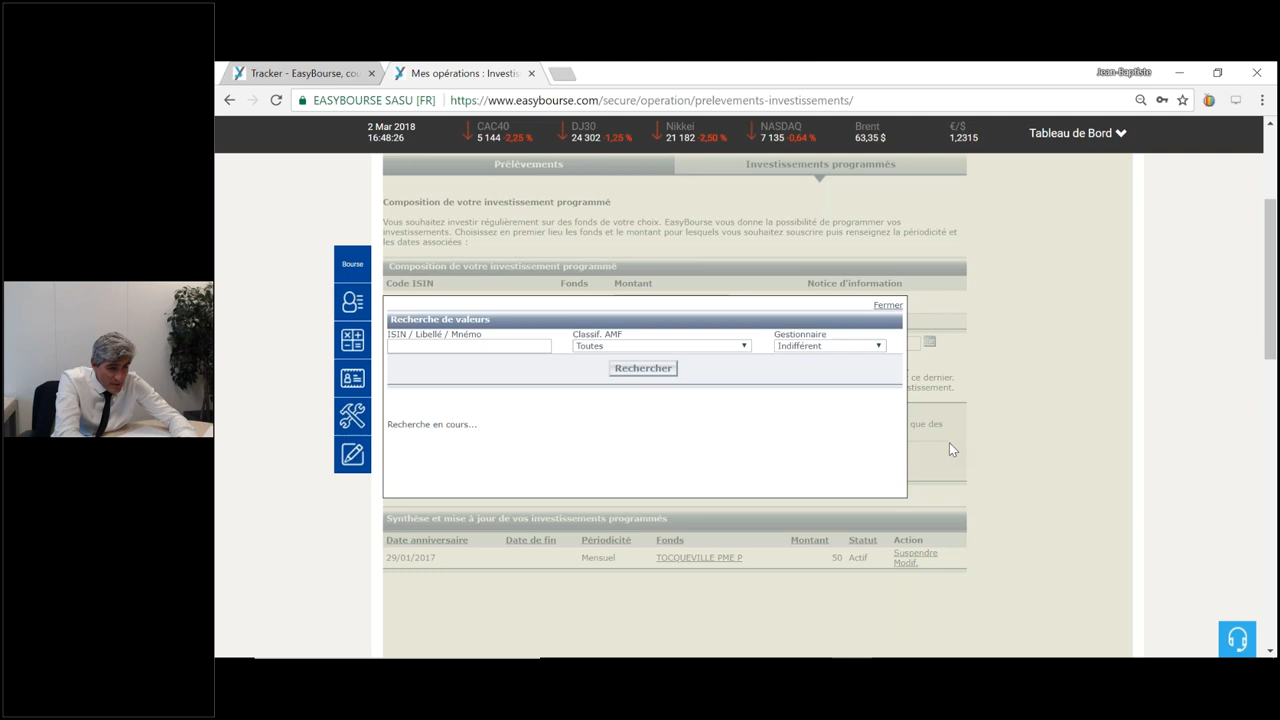 Tracker - EasyBourse, cou
Mes opérations : Investis
Jean-Baptiste
EASYBOURSE SASU [FR]
https://www.easybourse.com/secure/operation/prelevements-investissements/
2 Mar 2018
16:48:26
CAC40
5 144 -2,25 %
DJ30
24 302 -1,25 %
Nikkei
21 182 -2,50 %
NASDAQ
7 135 -0,64 %
Brent
63,35 $
€/$
1,2315
Tableau de Bord
Prélèvements
Investissements programmés
Composition de votre investissement programmé
Vous souhaitez investir régulièrement sur des fonds de votre choix. EasyBourse vous donne la possibilité de programmer vos
investissements. Choisissez en premier lieu les fonds et le montant pour lesquels vous souhaitez souscrire puis renseignez la périodicité et
les dates associées :
Bourse
Composition de votre investissement programmé
Code ISIN Fonds Montant Notice d'information
Fermer
Recherche de valeurs
ISIN / Libellé / Mnémo Classif. AMF Gestionnaire
Toutes Indifférent
Rechercher
ce dernier.
stissement.
Recherche en cours...
que des
Synthèse et mise à jour de vos investissements programmés
Date anniversaire Date de fin Périodicité Fonds Montant Statut Action
29/01/2017 Mensuel TOCQUEVILLE PME P 50 Actif Suspendre
Modif.